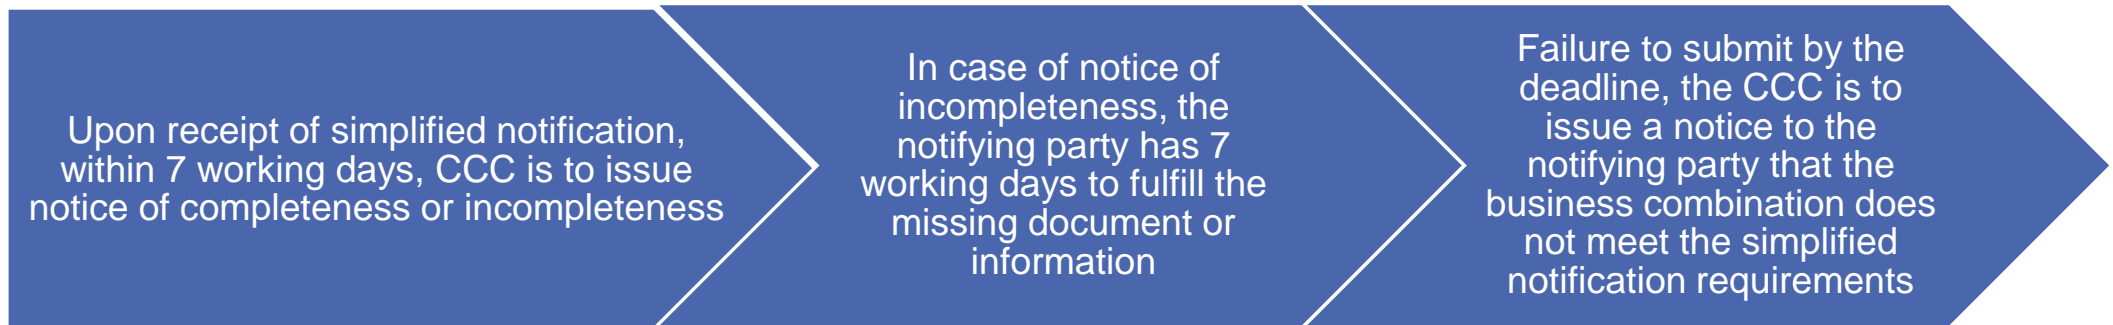 Upon receipt of simplified notification,
within 7 working days, CCC is to issue
notice of completeness or incompleteness
In case of notice of
incompleteness, the
notifying party has 7
working days to fulfill the
missing document or
information
Failure to submit by the
deadline, the CCC is to
issue a notice to the
notifying party that the
business combination does
not meet the simplified
notification requirements